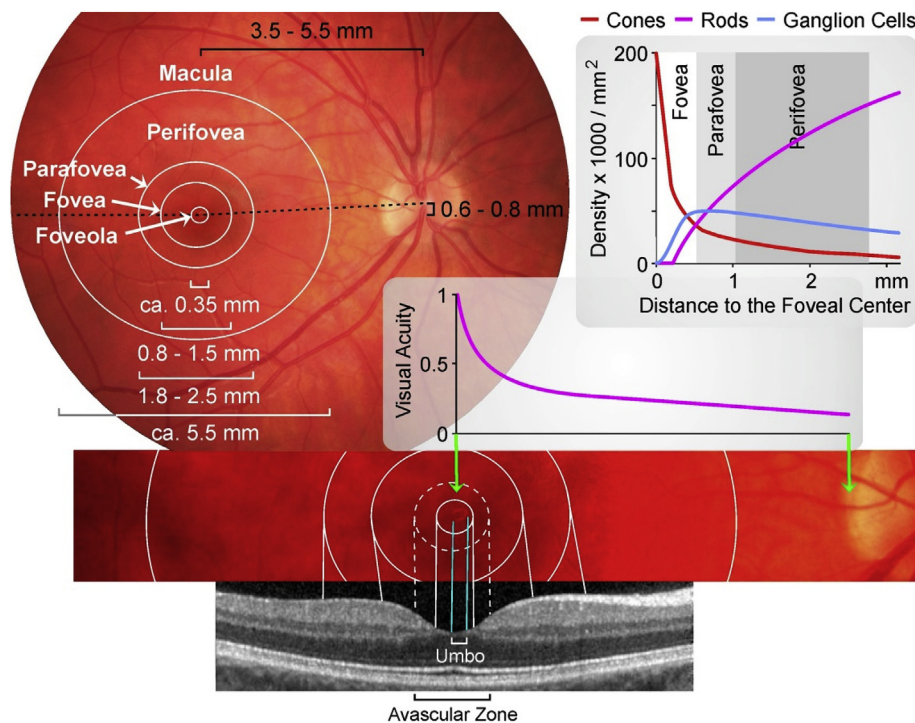 Cones Rods Ganglion Cells
3.5 - 5.5 mm
Macula
Perifovea
Parafovea
Fovea
Foveola
0.6 - 0.8 mm
ca. 0.35 mm
0.8 - 1.5 mm
1.8 - 2.5 mm
ca. 5.5 mm
Density x 1000 / mm²
200
100
0
Fovea
Parafovea
Perifovea
0 1 2 mm
Distance to the Foveal Center
Visual Acuity
1
0.5
0
Umbo
Avascular Zone